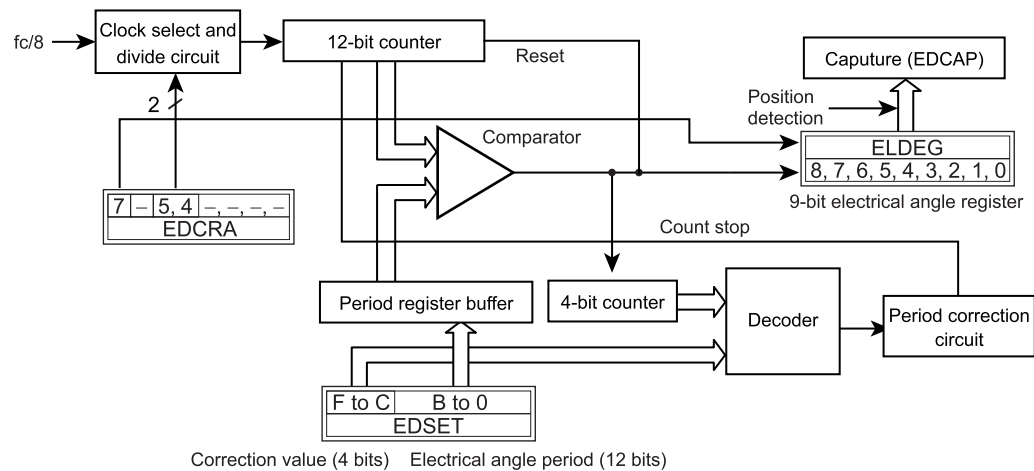 Clock select and
divide circuit
fc/8
12-bit counter
Reset
Caputure (EDCAP)
Position
detection
2
Comparator
ELDEG
8, 7, 6, 5, 4, 3, 2, 1, 0
9-bit electrical angle register
7 – 5, 4 –, –, –, –
EDCRA
Count stop
Period register buffer
4-bit counter
Decoder
Period correction
circuit
F to C B to 0
EDSET
Correction value (4 bits) Electrical angle period (12 bits)